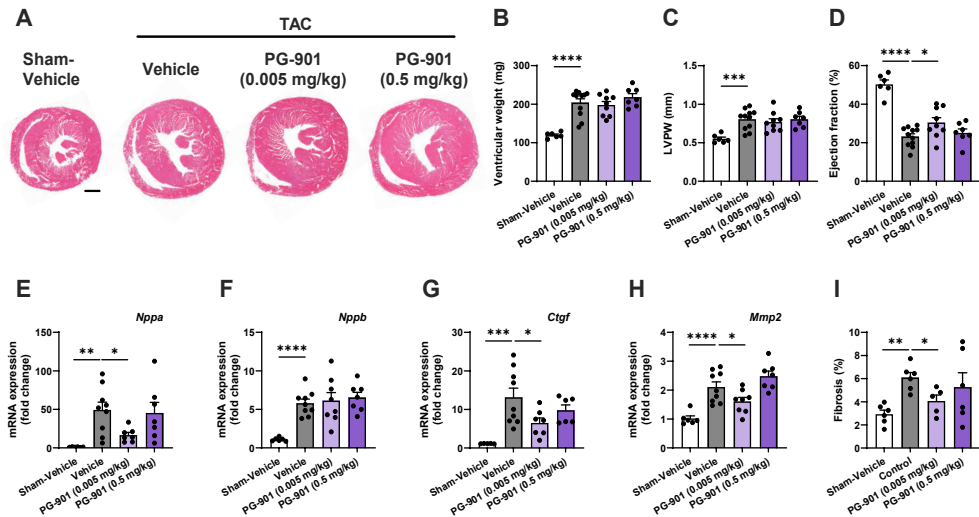 A
TAC
Sham-
Vehicle
Vehicle
PG-901
(0.005 mg/kg)
PG-901
(0.5 mg/kg)
B
Ventricular weight (mg)
300
200
100
0
****
Sham-Vehicle
Vehicle
PG-901 (0.005 mg/kg)
PG-901 (0.5 mg/kg)
C
LVPW (mm)
1.5
1.0
0.5
0.0
***
Sham-Vehicle
Vehicle
PG-901 (0.005 mg/kg)
PG-901 (0.5 mg/kg)
D
Ejection fraction (%)
60
40
20
0
**** *
Sham-Vehicle
Vehicle
PG-901 (0.005 mg/kg)
PG-901 (0.5 mg/kg)
E
Nppa
mRNA expression
(fold change)
150
100
50
0
** *
Sham-Vehicle
Vehicle
PG-901 (0.005 mg/kg)
PG-901 (0.5 mg/kg)
F
Nppb
mRNA expression
(fold change)
15
10
5
0
****
Sham-Vehicle
Vehicle
PG-901 (0.005 mg/kg)
PG-901 (0.5 mg/kg)
G
Ctgf
mRNA expression
(fold change)
30
20
10
0
*** *
Sham-Vehicle
Vehicle
PG-901 (0.005 mg/kg)
PG-901 (0.5 mg/kg)
H
Mmp2
mRNA expression
(fold change)
4
3
2
1
0
**** *
Sham-Vehicle
Vehicle
PG-901 (0.005 mg/kg)
PG-901 (0.5 mg/kg)
I
Fibrosis (%)
10
8
6
4
2
0
** *
Sham-Vehicle
Control
PG-901 (0.005 mg/kg)
PG-901 (0.5 mg/kg)